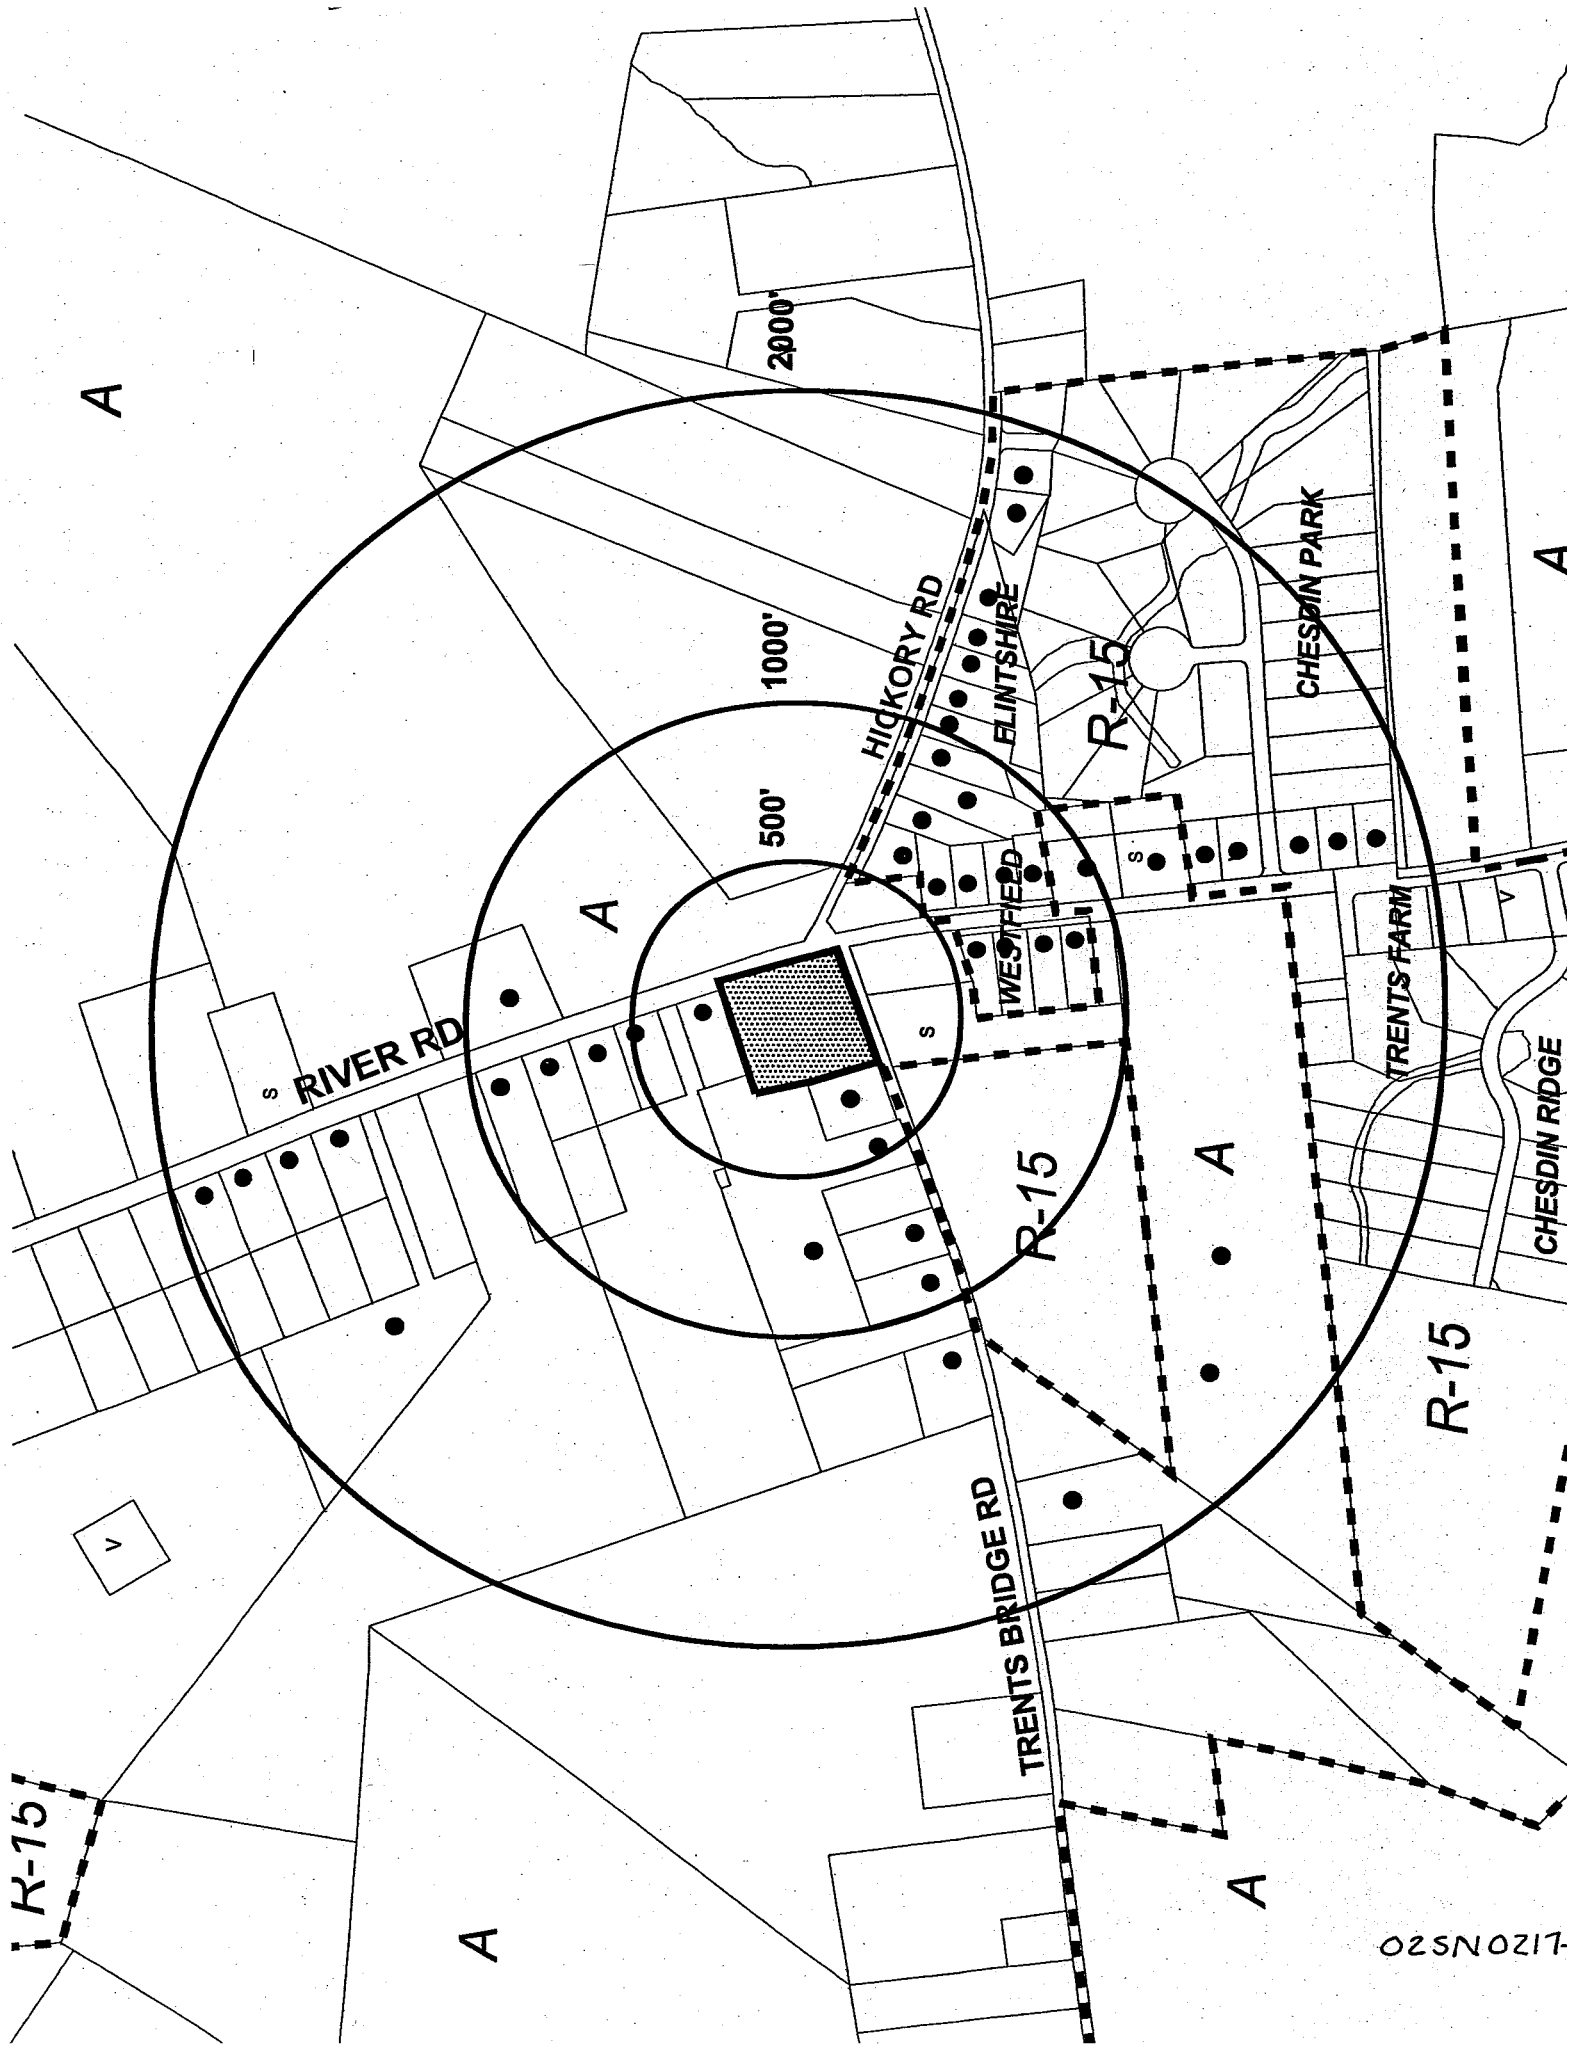 A
2000'
1000'
500'
HICKORY RD
FLINTSHIRE
R-15
CHESDIN PARK
A
A
S
WESTFIELD
S
V
TRENTS FARM
RIVER RD
S
CHESDIN RIDGE
R-15
A
R-15
V
TRENTS BRIDGE RD
R-15
A
A
02SN0217-